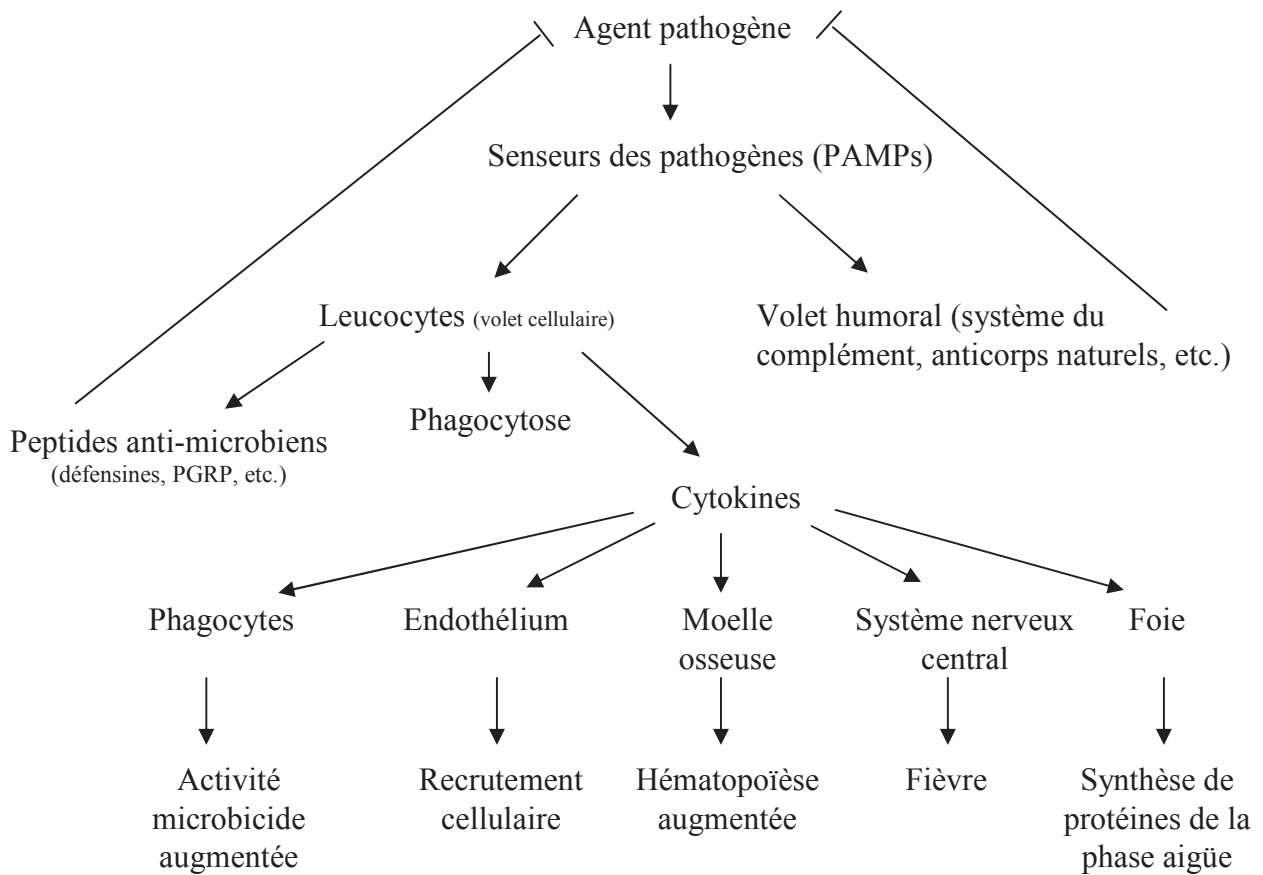 Agent pathogène
Senseurs des pathogènes (PAMPs)
Leucocytes (volet cellulaire)
Volet humoral (système du
complément, anticorps naturels, etc.)
Peptides anti-microbiens
(défensines, PGRP, etc.)
Phagocytose
Cytokines
Phagocytes
Endothélium
Moelle
osseuse
Système nerveux
central
Foie
Activité
microbicide
augmentée
Recrutement
cellulaire
Hématopoïèse
augmentée
Fièvre
Synthèse de
protéines de la
phase aigüe